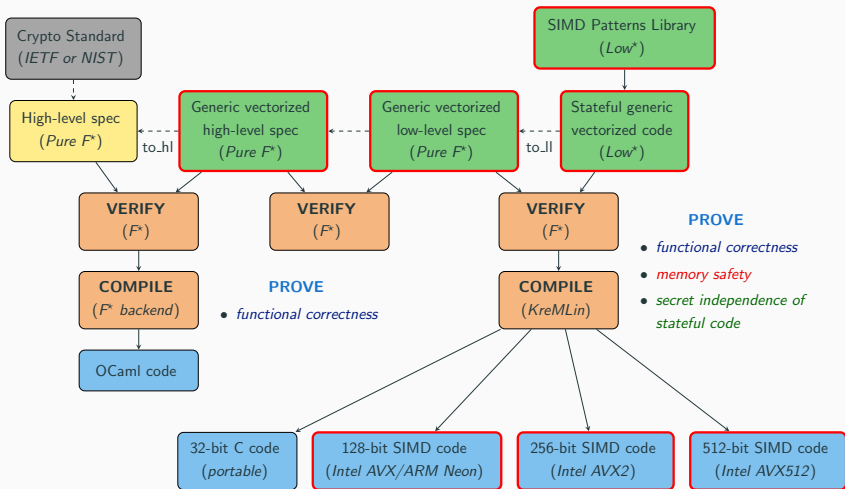 Crypto Standard
(IETF or NIST)
SIMD Patterns Library
(Low*)
High-level spec
(Pure F*)
to_hl
Generic vectorized
high-level spec
(Pure F*)
Generic vectorized
low-level spec
(Pure F*)
to_ll
Stateful generic
vectorized code
(Low*)
VERIFY
(F*)
VERIFY
(F*)
VERIFY
(F*)
PROVE
• functional correctness
• memory safety
• secret independence of
stateful code
COMPILE
(F* backend)
PROVE
• functional correctness
COMPILE
(KreMLin)
OCaml code
32-bit C code
(portable)
128-bit SIMD code
(Intel AVX/ARM Neon)
256-bit SIMD code
(Intel AVX2)
512-bit SIMD code
(Intel AVX512)